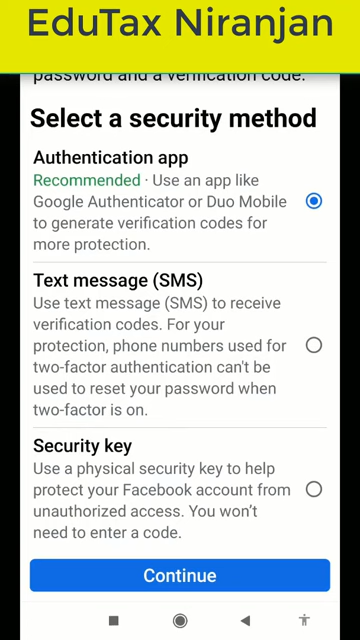 EduTax Niranjan
password and a verification code.
Select a security method
Authentication app
Recommended · Use an app like
Google Authenticator or Duo Mobile
to generate verification codes for
more protection.
Text message (SMS)
Use text message (SMS) to receive
verification codes. For your
protection, phone numbers used for
two-factor authentication can't be
used to reset your password when
two-factor is on.
Security key
Use a physical security key to help
protect your Facebook account from
unauthorized access. You won't
need to enter a code.
Continue